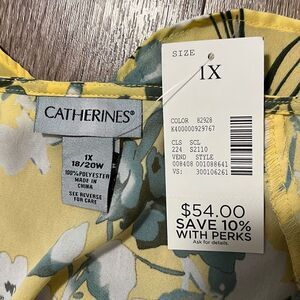 CATHERINES®
1X
18/20W
100%POLYESTER
MADE IN
CHINA
SEE REVERSE
FOR CARE
SIZE
1X
COLOR 82928
K400000929767
CLS SCL
224 S2110
VEND STYLE
008408 001088641
VS: 300106261
$54.00
SAVE 10%
WITH PERKS
Ask for details.